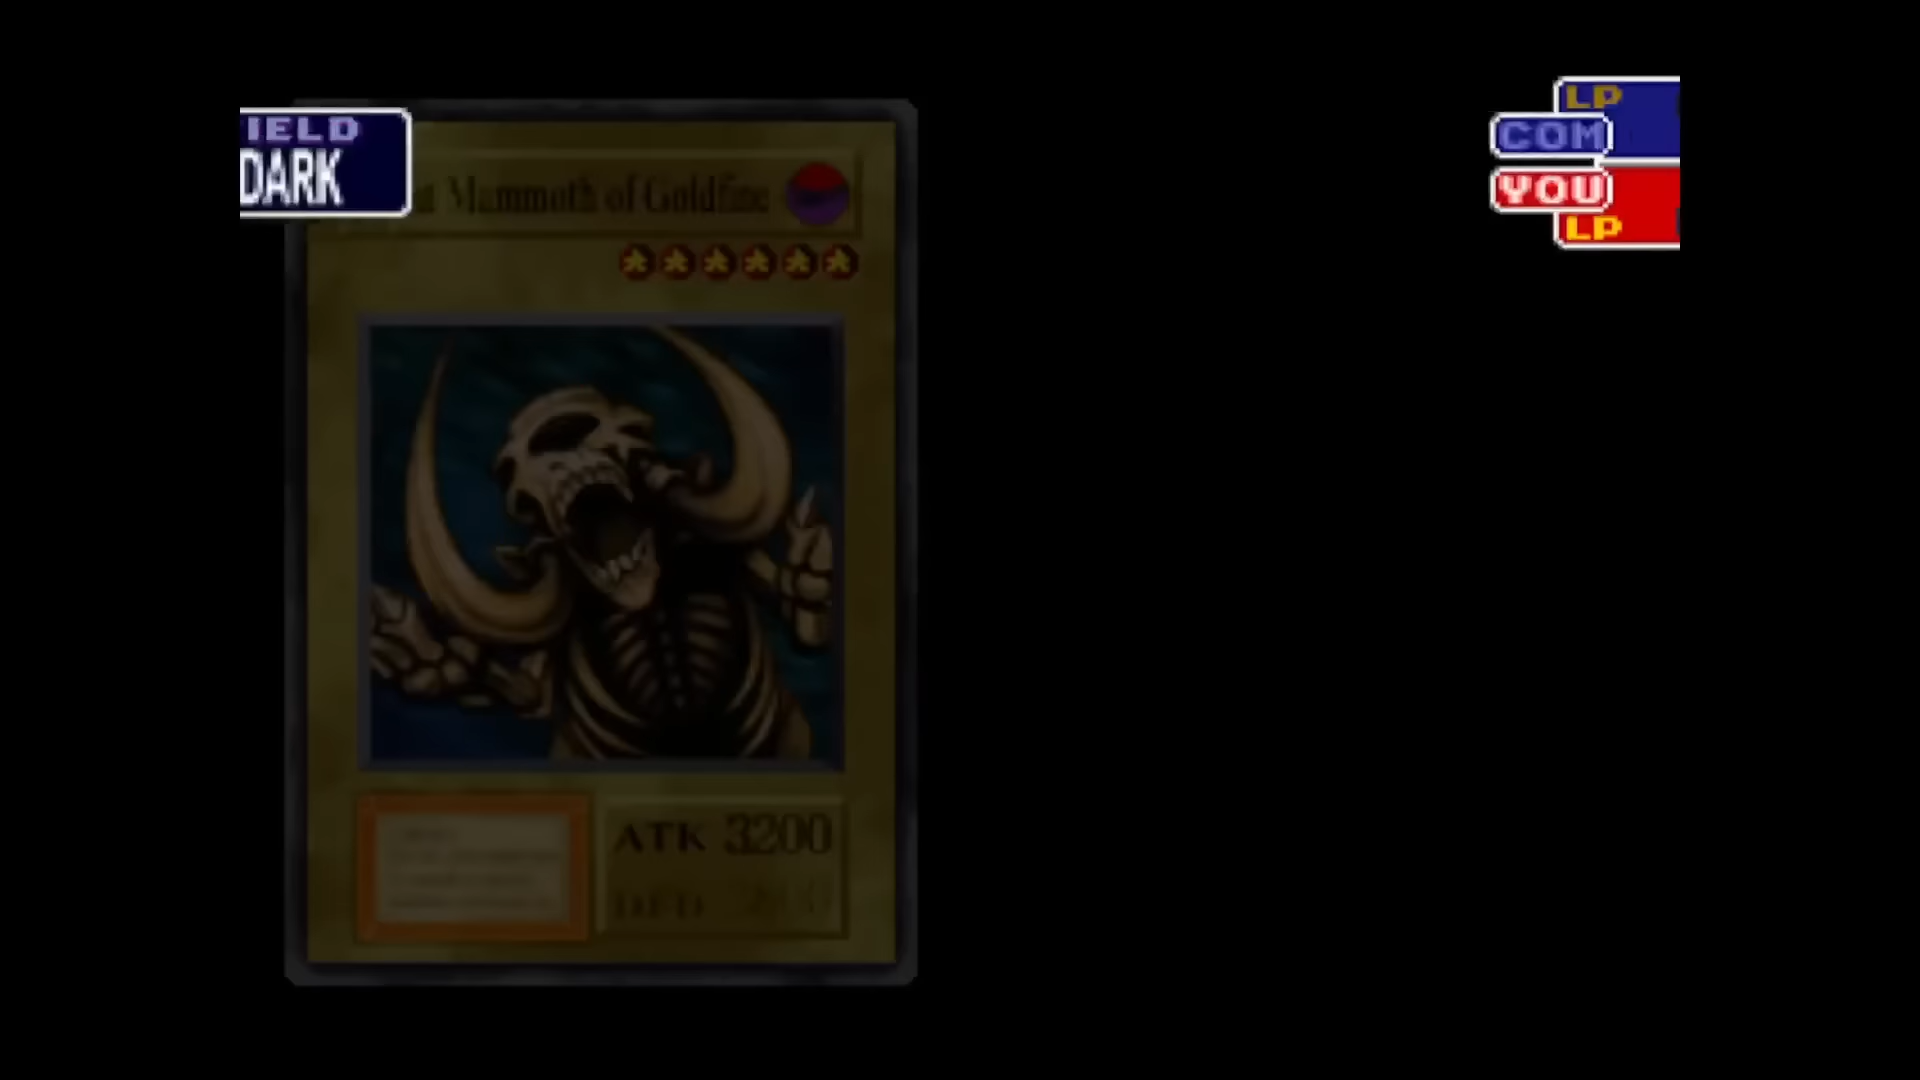 IELD
DARK
t Mammoth of Goldfine
ATK 3200
LP
COM
YOU
LP